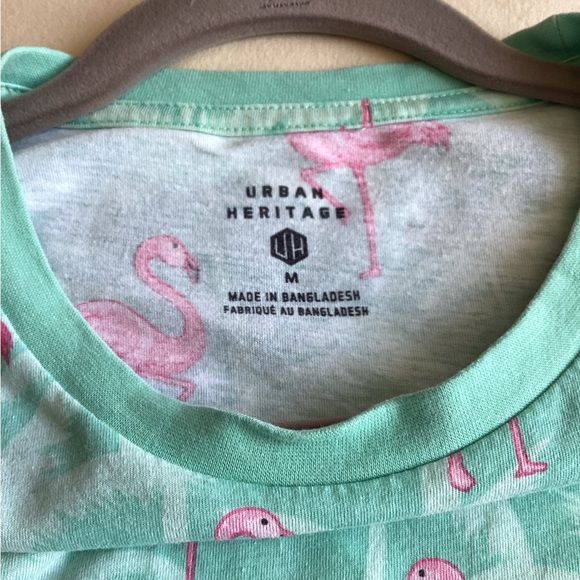 URBAN
HERITAGE
UH
M
MADE IN BANGLADESH
FABRIQUÉ AU BANGLADESH